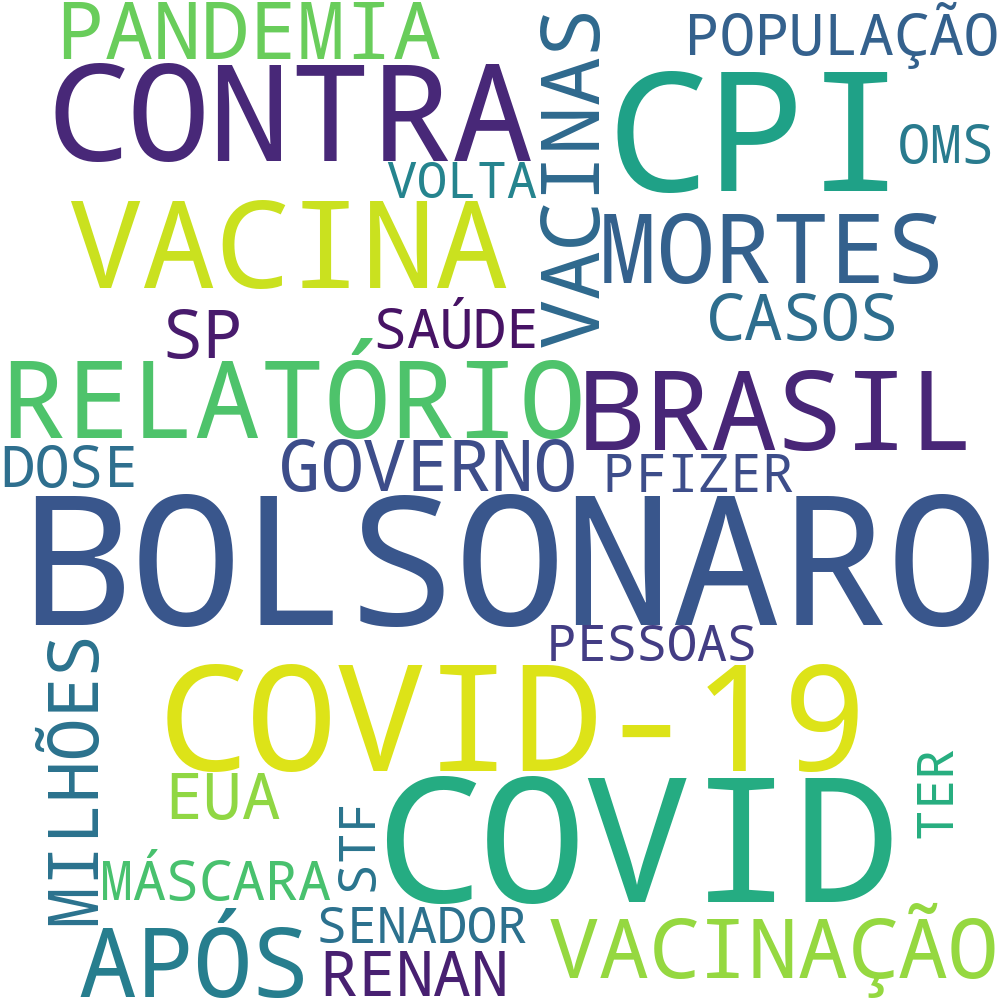 PANDEMIA
POPULAÇÃO
CONTRA
VACINAS
CPI
OMS
VOLTA
VACINA
MORTES
CASOS
SP
SAÚDE
RELATÓRIO
BRASIL
DOSE
GOVERNO
PFIZER
BOLSONARO
PESSOAS
MILHÕES
COVID-19
EUA
TER
COVID
STF
MÁSCARA
SENADOR
VACINAÇÃO
APÓS
RENAN